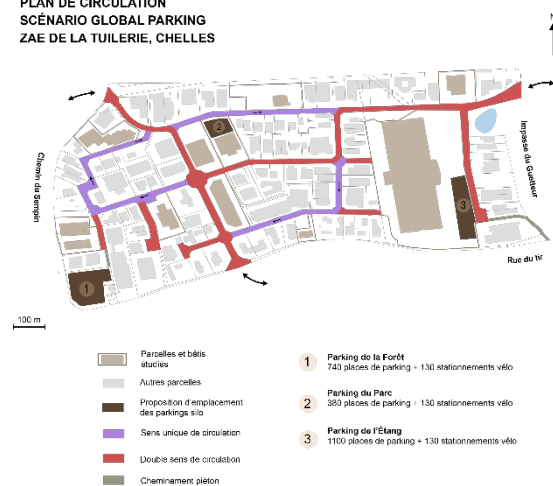 PLAN DE CIRCULATION
SCÉNARIO GLOBAL PARKING
ZAE DE LA TUILERIE, CHELLES
N
Chemin du Sempin
Impasse du Guetteur
Rue du tir
1
2
3
100 m
Parcelles et bâtis
étudiés
Autres parcelles
Proposition d'emplacement
des parkings silo
Sens unique de circulation
Double sens de circulation
Cheminement piéton
1
Parking de la Forêt
740 places de parking + 130 stationnements vélo
2
Parking du Parc
380 places de parking + 130 stationnements vélo
3
Parking de l'Étang
1100 places de parking + 130 stationnements vélo